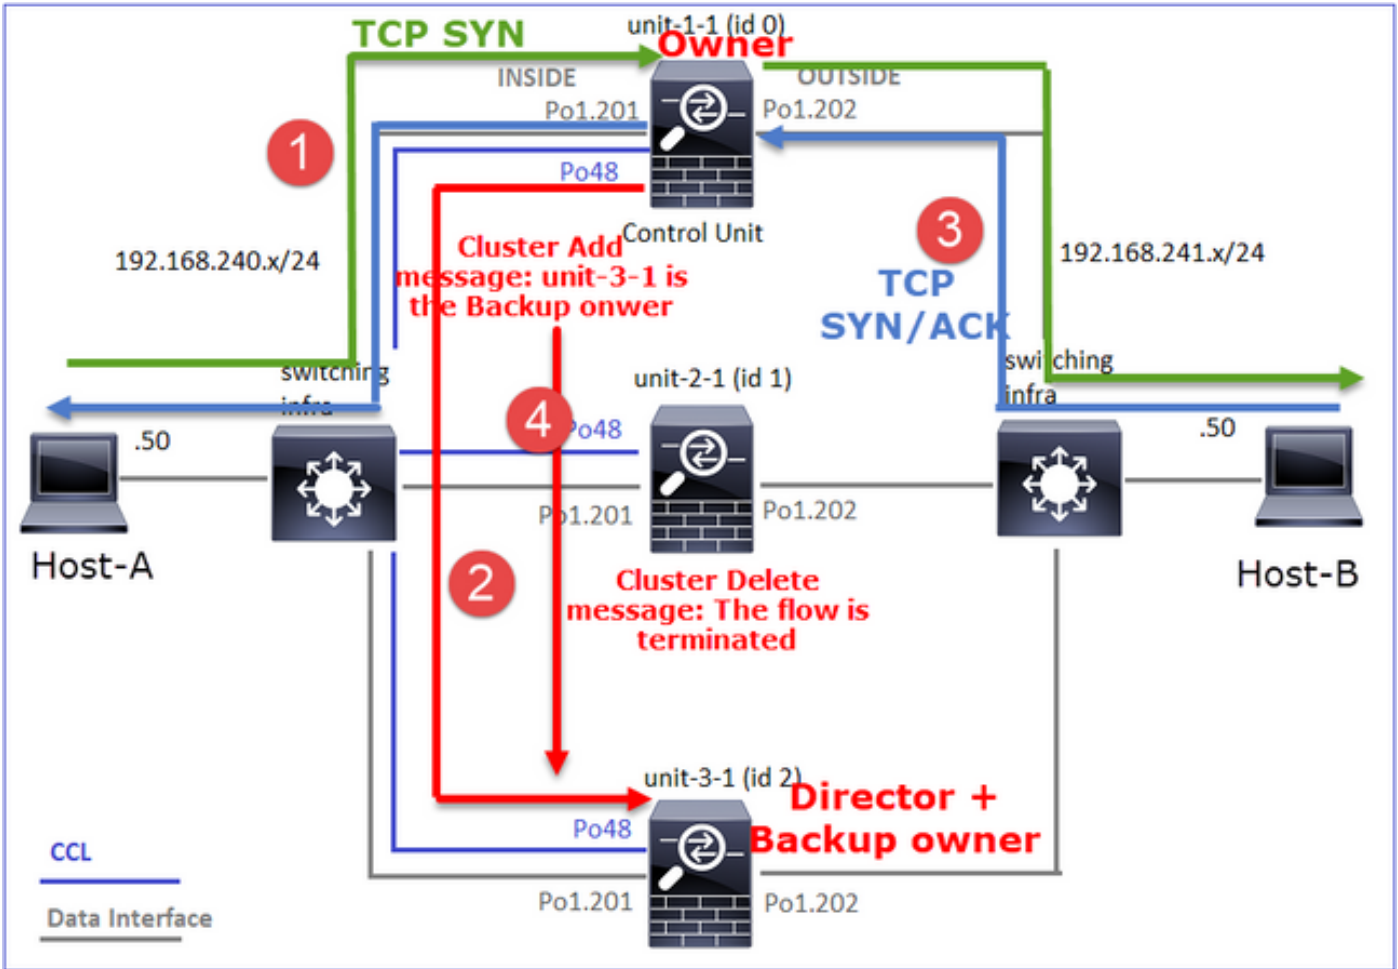 unit-1-1 (id 0)
TCP SYN
Owner
INSIDE
OUTSIDE
Po1.201
Po1.202
1
Po48
3
Control Unit
192.168.240.x/24
192.168.241.x/24
Cluster Add
message: unit-3-1 is
the Backup onwer
TCP
SYN/ACK
switching
infra
unit-2-1 (id 1)
switching
infra
4
Po48
.50
.50
Po1.201
Po1.202
Host-A
Host-B
2
Cluster Delete
message: The flow is
terminated
unit-3-1 (id 2)
Director +
Backup owner
Po48
CCL
Po1.201
Po1.202
Data Interface